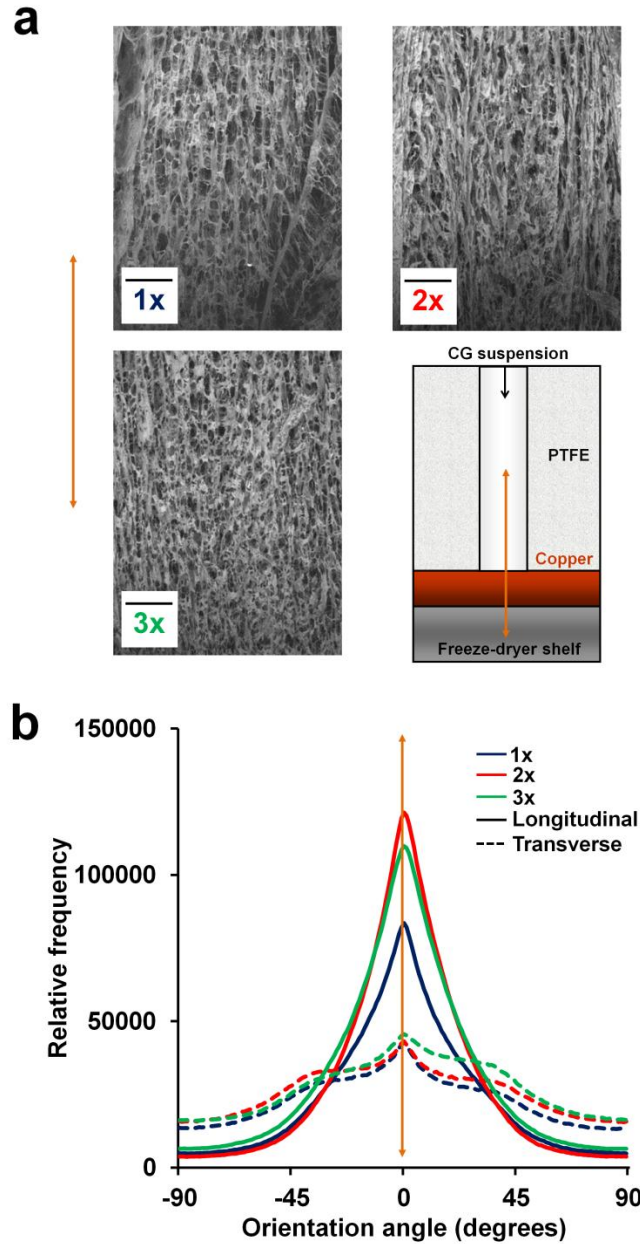 a
1x
2x
3x
CG suspension
PTFE
Copper
Freeze-dryer shelf
b
150000
100000
50000
0
Relative frequency
1x
2x
3x
Longitudinal
Transverse
-90
-45
0
45
90
Orientation angle (degrees)